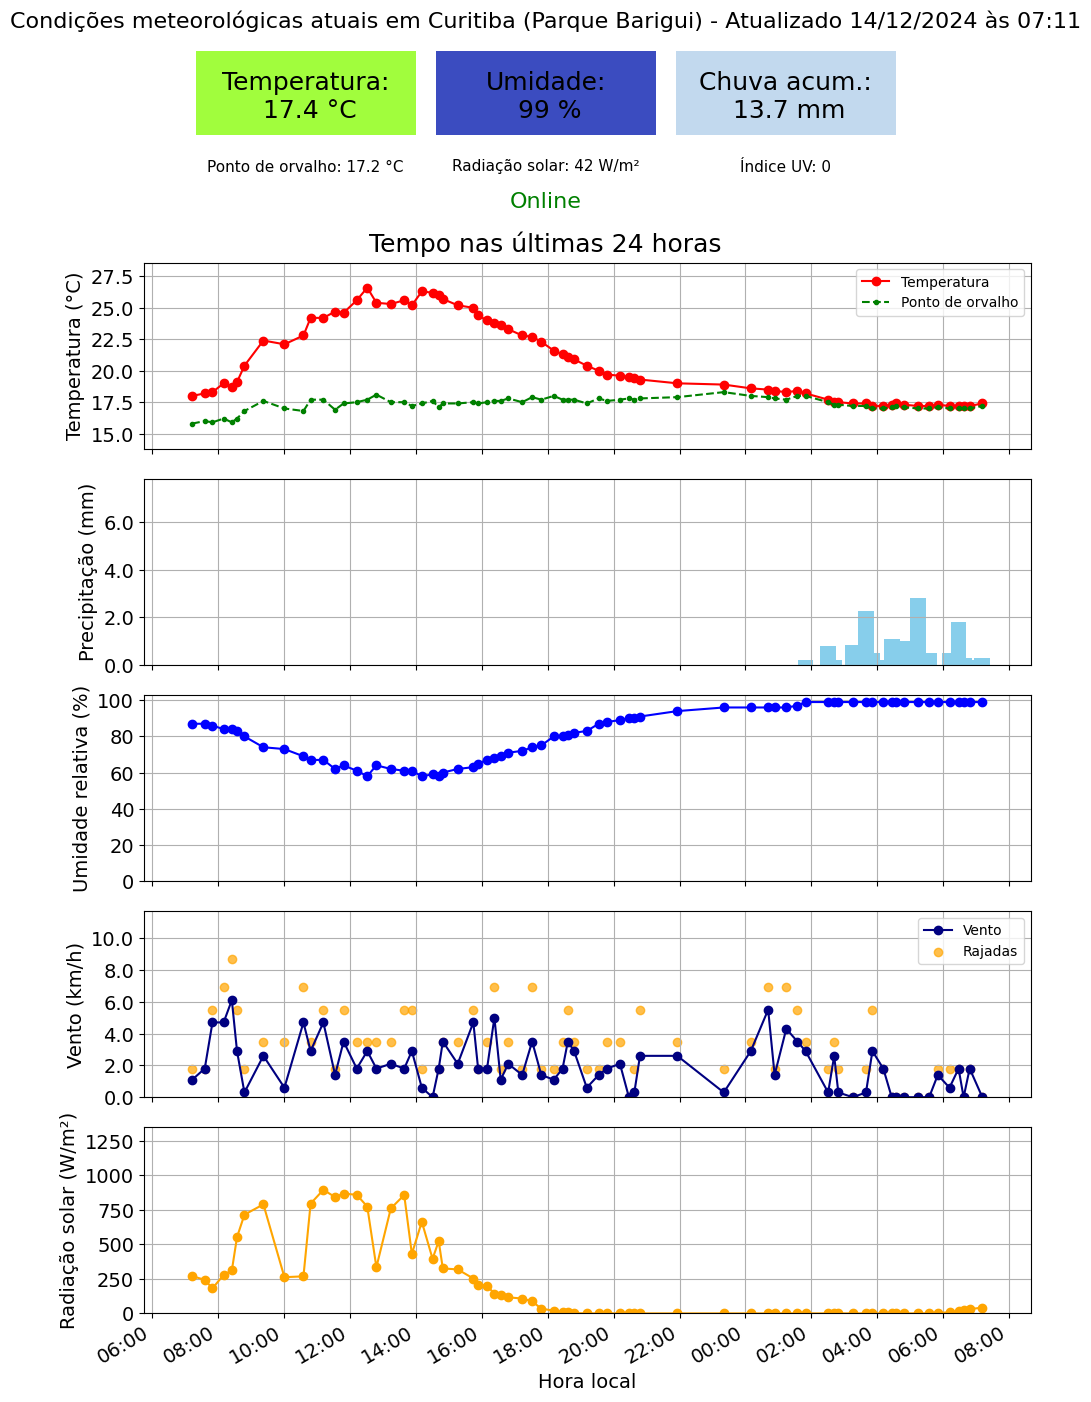 Condições meteorológicas atuais em Curitiba (Parque Barigui) - Atualizado 14/12/2024 às 07:11
Temperatura:
17.4 °C
Umidade:
99 %
Chuva acum.:
13.7 mm
Ponto de orvalho: 17.2 °C
Radiação solar: 42 W/m²
Índice UV: 0
Online
Tempo nas últimas 24 horas
Temperatura (°C)
27.5
25.0
22.5
20.0
17.5
15.0
Temperatura
Ponto de orvalho
Precipitação (mm)
6.0
4.0
2.0
0.0
Umidade relativa (%)
100
80
60
40
20
0
Vento (km/h)
10.0
8.0
6.0
4.0
2.0
0.0
Vento
Rajadas
Radiação solar (W/m²)
1250
1000
750
500
250
0
06:00
08:00
10:00
12:00
14:00
16:00
18:00
20:00
22:00
00:00
02:00
04:00
06:00
08:00
Hora local